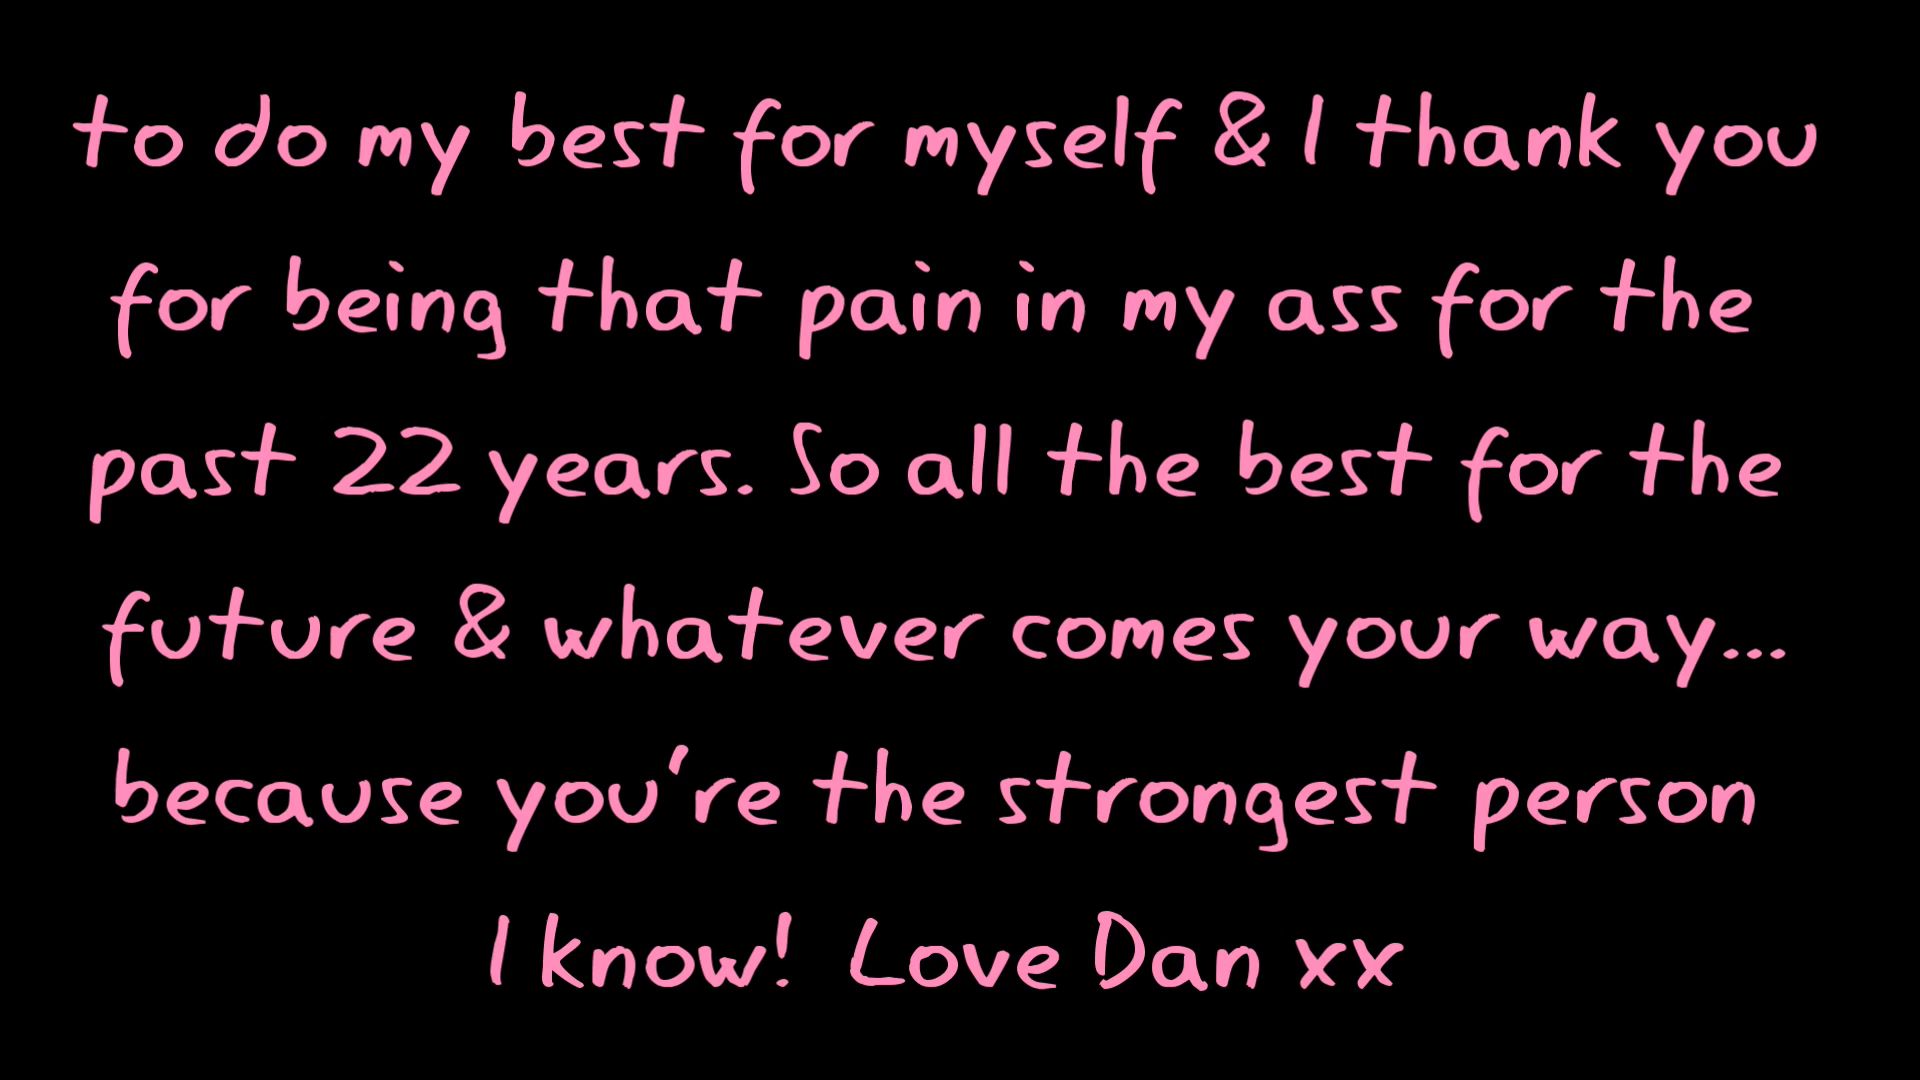 to do my best for myself & I thank you
for being that pain in my ass for the
past 22 years. So all the best for the
future & whatever comes your way...
because you're the strongest person
I know! Love Dan xx